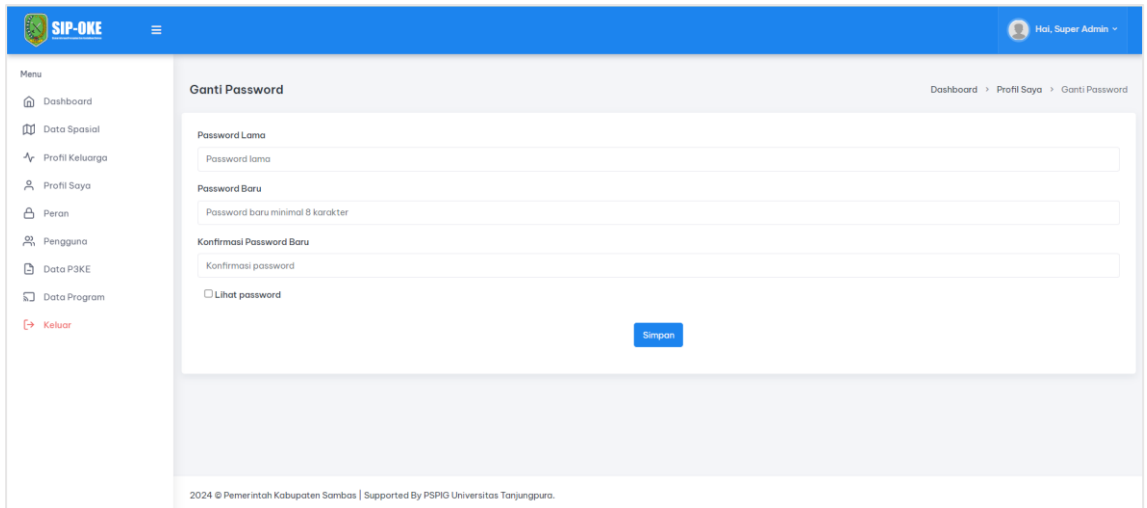 SIP-OKE
Hai, Super Admin
Menu
Dashboard
Data Spasial
Profil Keluarga
Profil Saya
Peran
Pengguna
Data P3KE
Data Program
Keluar
Ganti Password
Dashboard > Profil Saya > Ganti Password
Password Lama
Password lama
Password Baru
Password baru minimal 8 karakter
Konfirmasi Password Baru
Konfirmasi password
Lihat password
Simpan
2024 © Pemerintah Kabupaten Sambas | Supported By PSPIG Universitas Tanjungpura.